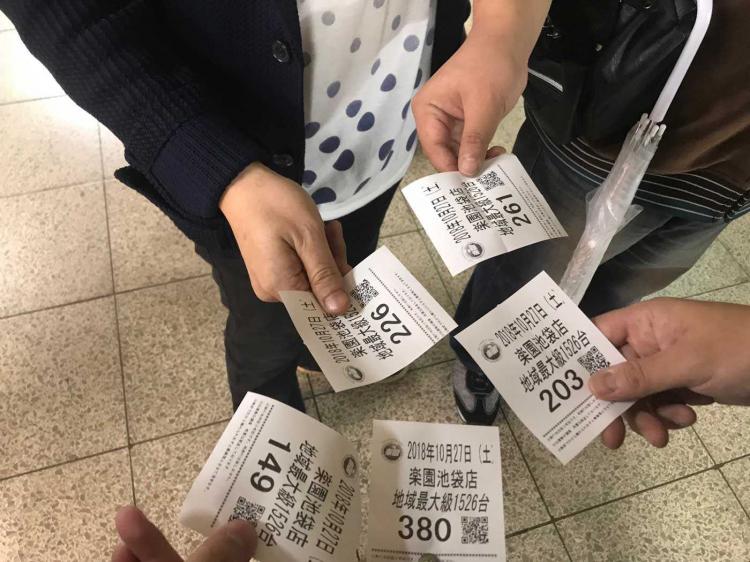 2018年10月27日（土
楽園池袋店
地域最大級1526台
261
2018年10月27日（土
楽園池袋店
地域最大級
226
2018年10月27日（土）
楽園池袋店
地域最大級1526台
203
2018年10月27日
楽園池袋店
地域最大級1526台
149
2018年10月27日（土
楽園池袋店
地域最大級1526台
380